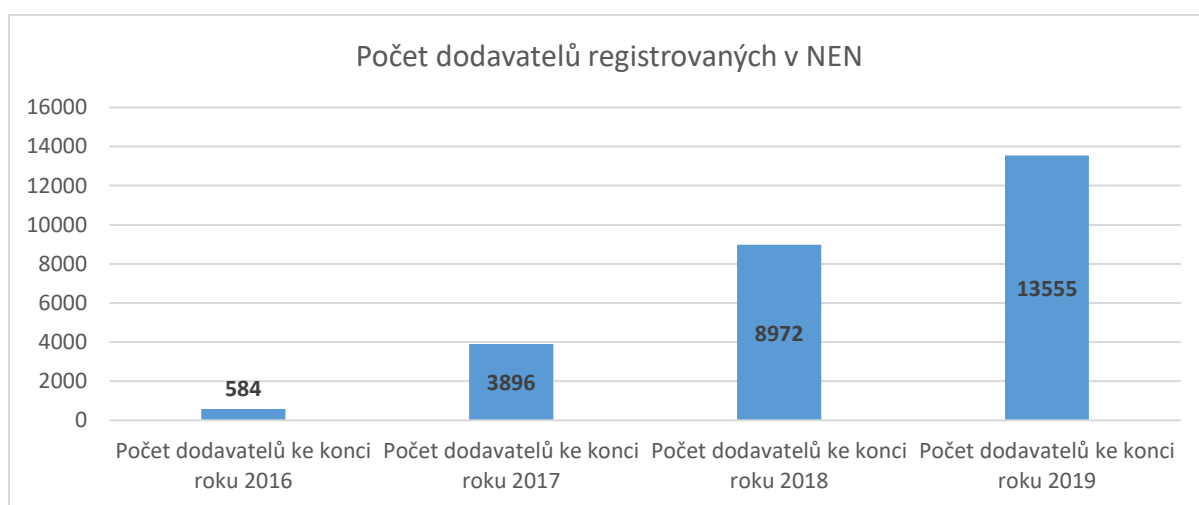 Počet dodavatelů registrovaných v NEN
16000
14000
12000
10000
8000
6000
4000
2000
0
584
3896
8972
13555
Počet dodavatelů ke konci
roku 2016
Počet dodavatelů ke konci
roku 2017
Počet dodavatelů ke konci
roku 2018
Počet dodavatelů ke konci
roku 2019